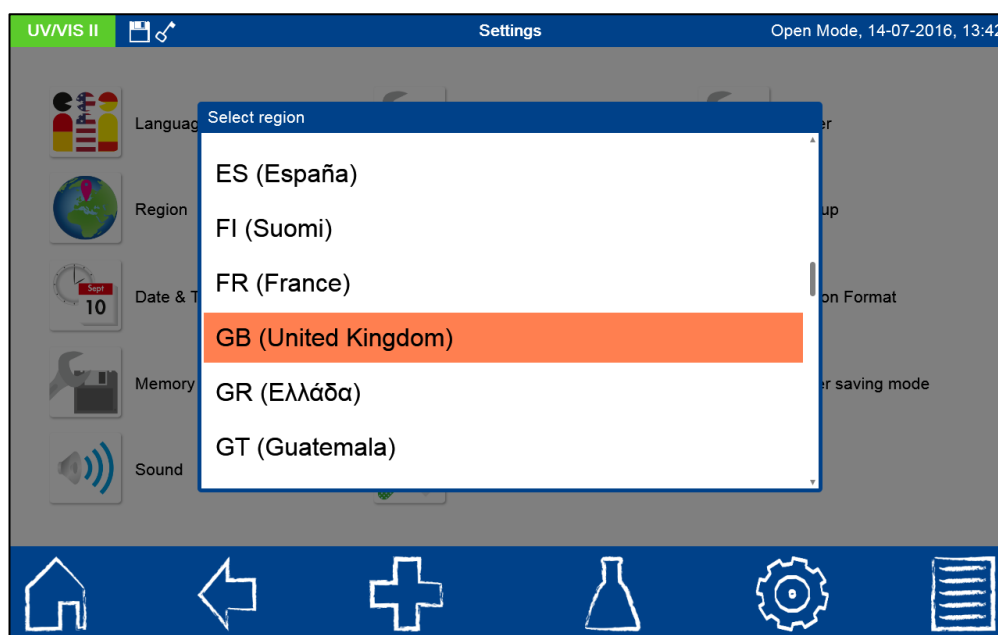 UV/VIS II
Settings
Open Mode, 14-07-2016, 13:42
Select region
ES (España)
FI (Suomi)
FR (France)
GB (United Kingdom)
GR (Ελλάδα)
GT (Guatemala)
Languag
er
Region
up
Sept
10
Date & T
on Format
Memory
er saving mode
Sound